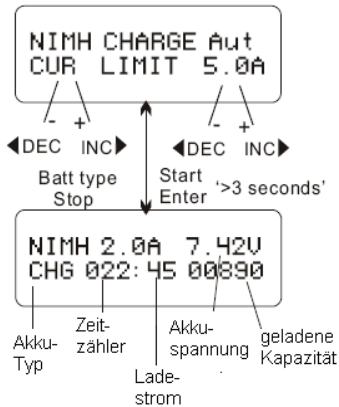 NIMH CHARGE Aut
CUR LIMIT 5.0A
- +
- +
◀DEC INC▶
◀DEC INC▶
Batt type
Stop
Start
Enter
'>3 seconds'
NIMH 2.0A 7.42V
CHG 022:45 00890
Akku-
Typ
Zeit-
zähler
Lade-
strom
Akku-
spannung
geladene
Kapazität